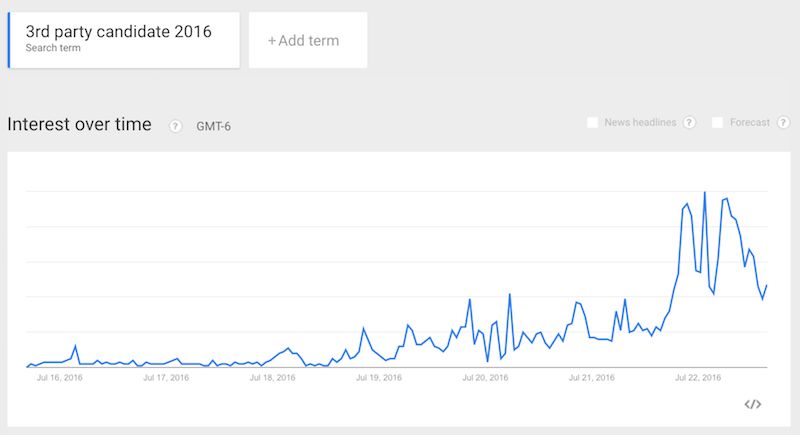 3rd party candidate 2016
Search term
+ Add term
Interest over time ? GMT-6
News headlines ? Forecast ?
Jul 16, 2016 Jul 17, 2016 Jul 18, 2016 Jul 19, 2016 Jul 20, 2016 Jul 21, 2016 Jul 22, 2016
</>